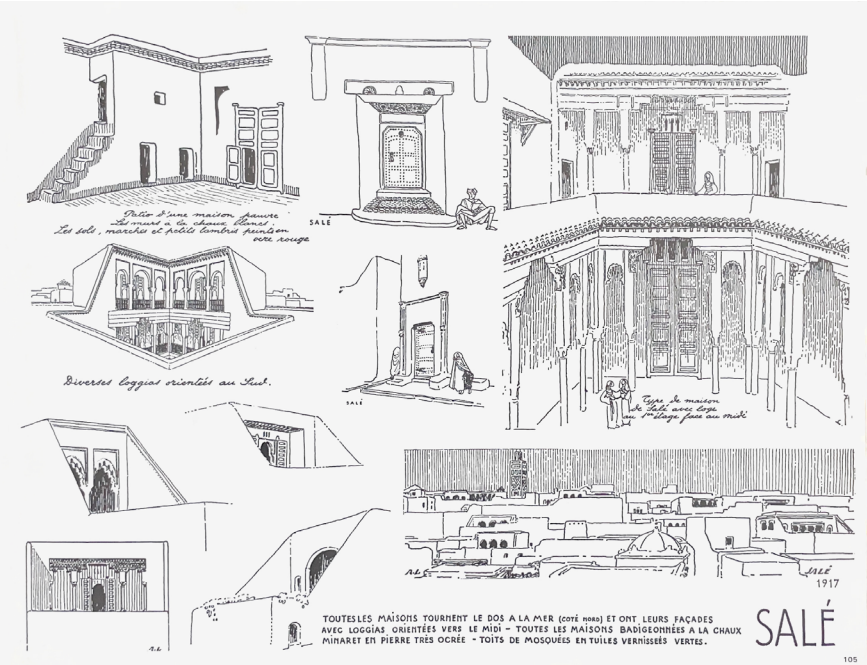 Patio d'une maison pauvre
Les murs à la chaux blancs.
Les sols, marches et petits lambris peints en
ocre rouge
SALÉ
Diverses loggias orientées au Sud.
SALÉ
Type de maison
de Salé avec loge
au 1er étage face au midi
A.L.
SALÉ
1917
A.L.
TOUTES LES MAISONS TOURNENT LE DOS A LA MER (COTÉ NORD) ET ONT LEURS FAÇADES
AVEC LOGGIAS ORIENTÉES VERS LE MIDI – TOUTES LES MAISONS BADIGEONNÉES A LA CHAUX
MINARET EN PIERRE TRÈS OCRÉE - TOITS DE MOSQUÉES EN TUILES VERNISSÉES VERTES.
SALÉ
105